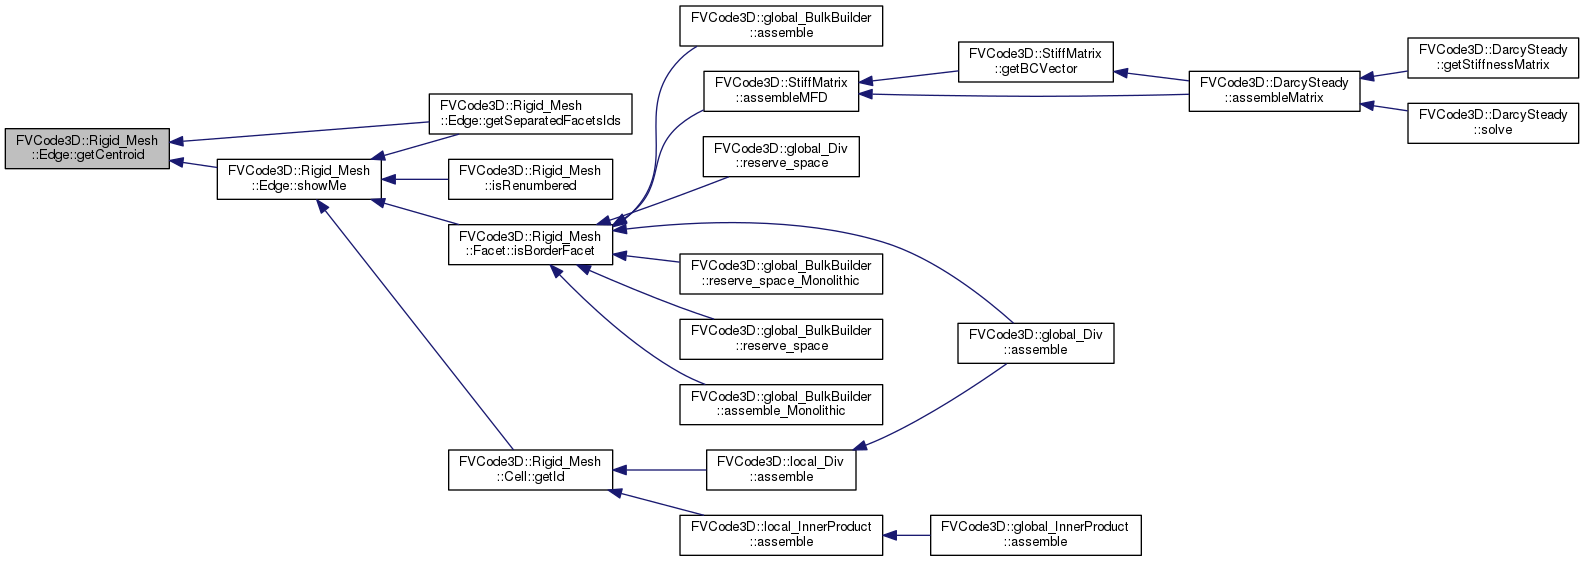 FVCode3D::Rigid_Mesh
::Edge::getCentroid
FVCode3D::Rigid_Mesh
::Edge::getSeparatedFacetsIds
FVCode3D::Rigid_Mesh
::Edge::showMe
FVCode3D::Rigid_Mesh
::isRenumbered
FVCode3D::Rigid_Mesh
::Facet::isBorderFacet
FVCode3D::Rigid_Mesh
::Cell::getId
FVCode3D::global_BulkBuilder
::assemble
FVCode3D::StiffMatrix
::assembleMFD
FVCode3D::global_Div
::reserve_space
FVCode3D::global_BulkBuilder
::reserve_space_Monolithic
FVCode3D::global_BulkBuilder
::reserve_space
FVCode3D::global_BulkBuilder
::assemble_Monolithic
FVCode3D::local_Div
::assemble
FVCode3D::local_InnerProduct
::assemble
FVCode3D::StiffMatrix
::getBCVector
FVCode3D::global_Div
::assemble
FVCode3D::global_InnerProduct
::assemble
FVCode3D::DarcySteady
::assembleMatrix
FVCode3D::DarcySteady
::getStiffnessMatrix
FVCode3D::DarcySteady
::solve